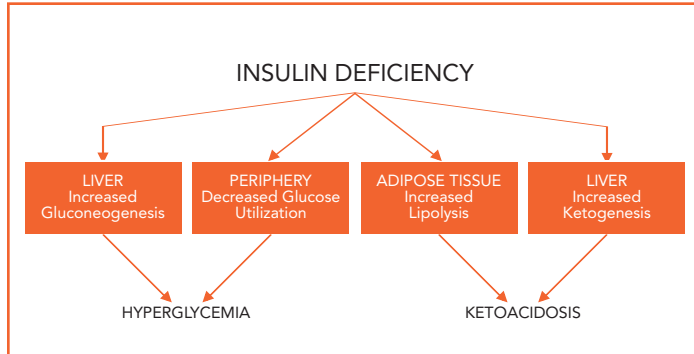 INSULIN DEFICIENCY
LIVER
Increased
Gluconeogenesis
PERIPHERY
Decreased Glucose
Utilization
ADIPOSE TISSUE
Increased
Lipolysis
LIVER
Increased
Ketogenesis
HYPERGLYCEMIA
KETOACIDOSIS